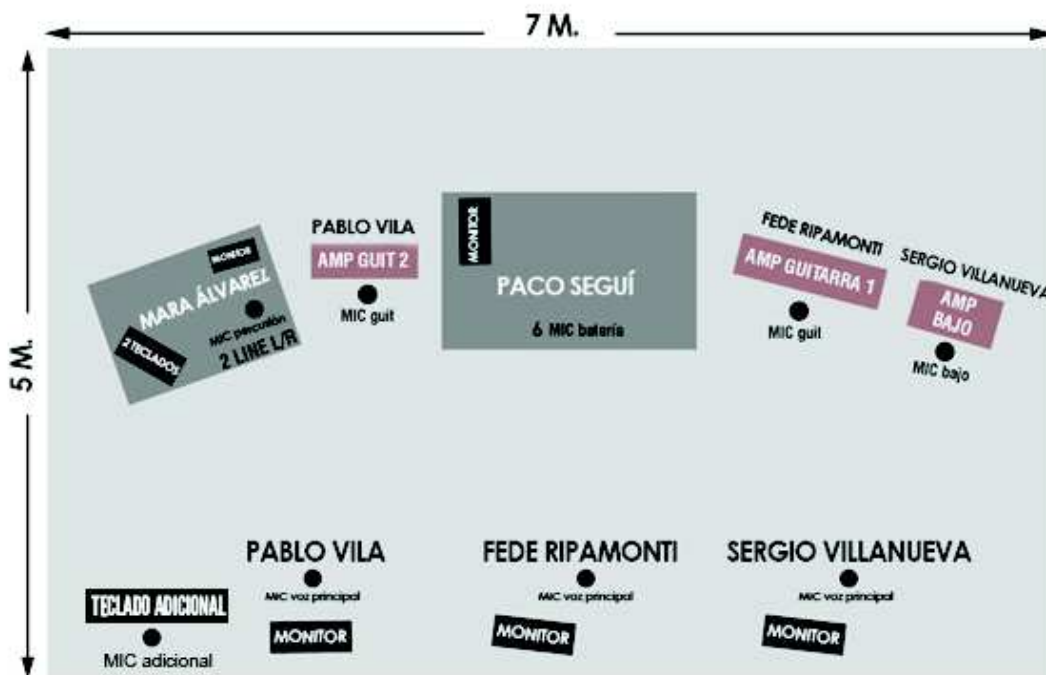 7 M.
5 M.
MONITOR
MARA ÁLVAREZ
MIC percusión
2 TECLADOS
2 LINE L/R
PABLO VILA
AMP GUIT 2
MIC guit
MONITOR
PACO SEGUÍ
6 MIC batería
FEDE RIPAMONTI
AMP GUITARRA 1
MIC guit
SERGIO VILLANUEVA
AMP
BAJO
MIC bajo
PABLO VILA
MIC voz principal
MONITOR
FEDE RIPAMONTI
MIC voz principal
MONITOR
SERGIO VILLANUEVA
MIC voz principal
MONITOR
TECLADO ADICIONAL
MIC adicional